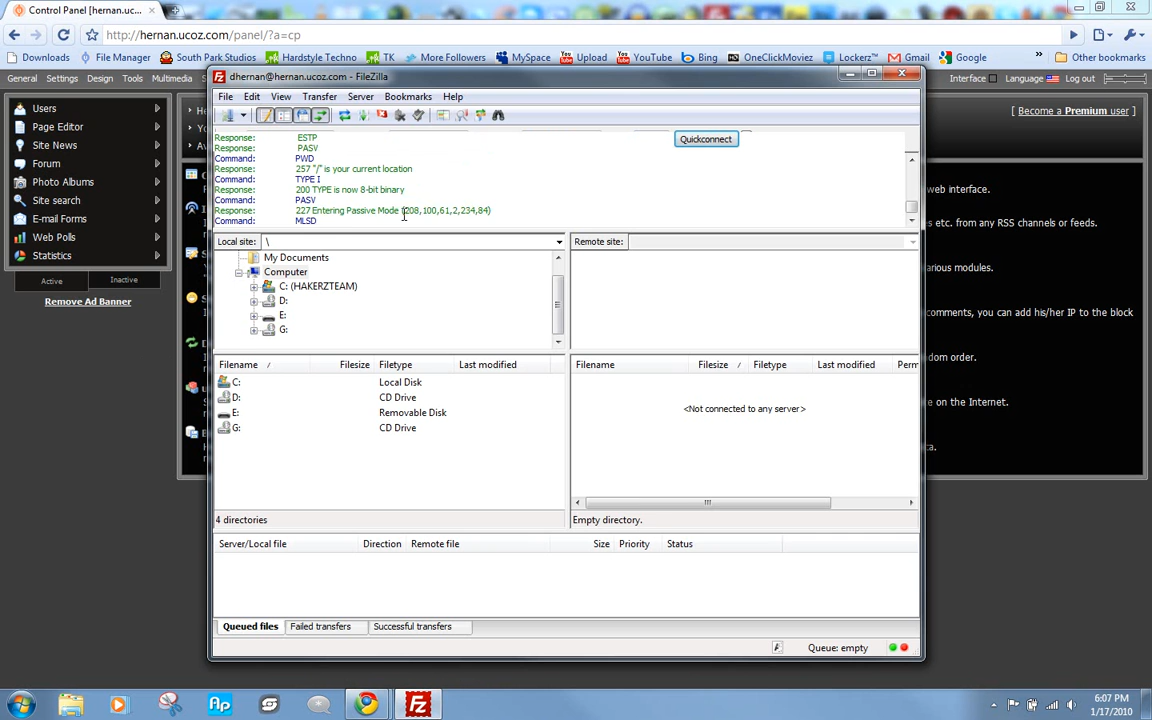 Control Panel [hernan.uc...
http://hernan.ucoz.com/panel/?a=cp
Downloads South Park Studios Hardstyle Techno TK More Followers MySpace Upload YouTube Bing OneClickMoviez Lockerz™ Gmail Login » Other bookmarks
General Settings Design Tools Multimedia Interface Language Log out
dhernan@hernan.ucoz.com - FileZilla
File Edit View Transfer Server Bookmarks Help
Users
Page Editor
Site News
Forum
Photo Albums
Site search
E-mail Forms
Web Polls
Statistics
Active Inactive
Remove Ad Banner
[ Become a Premium user ]
web interface.
s etc. from any RSS channels or feeds.
arious modules.
comments, you can add his/her IP to the block
dom order.
e on the Internet.
ta.
Quickconnect
Response: ESTP
Response: PASV
Command: PWD
Response: 257 "/" is your current location
Command: TYPE I
Response: 200 TYPE is now 8-bit binary
Command: PASV
Response: 227 Entering Passive Mode (208,100,61,2,234,84)
Command: MLSD
Local site: \
Remote site:
My Documents
Computer
C: (HAKERZTEAM)
D:
E:
G:
Filename / Filesize Filetype Last modified
Filename Filesize / Filetype Last modified Perm
C: Local Disk
D: CD Drive
E: Removable Disk
G: CD Drive
<Not connected to any server>
4 directories
Empty directory.
Server/Local file Direction Remote file Size Priority Status
Queued files Failed transfers Successful transfers
Queue: empty
Ap
Fz
6:07 PM
1/17/2010